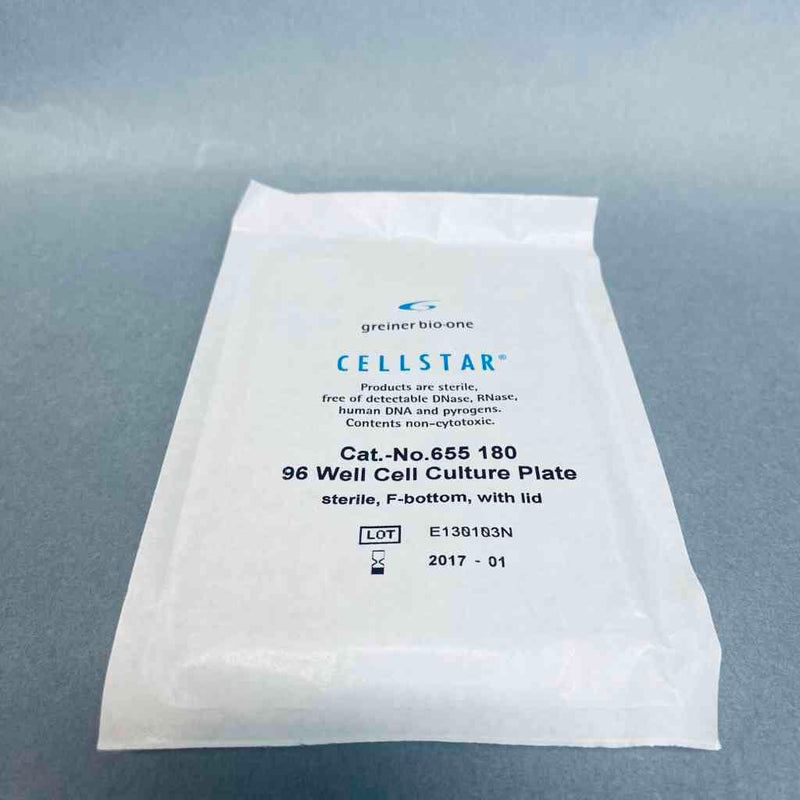 greiner bio-one
CELLSTAR®
Products are sterile,
free of detectable DNase, RNase,
human DNA and pyrogens.
Contents non-cytotoxic.
Cat.-No.655 180
96 Well Cell Culture Plate
sterile, F-bottom, with lid
LOT E130103N
2017 - 01